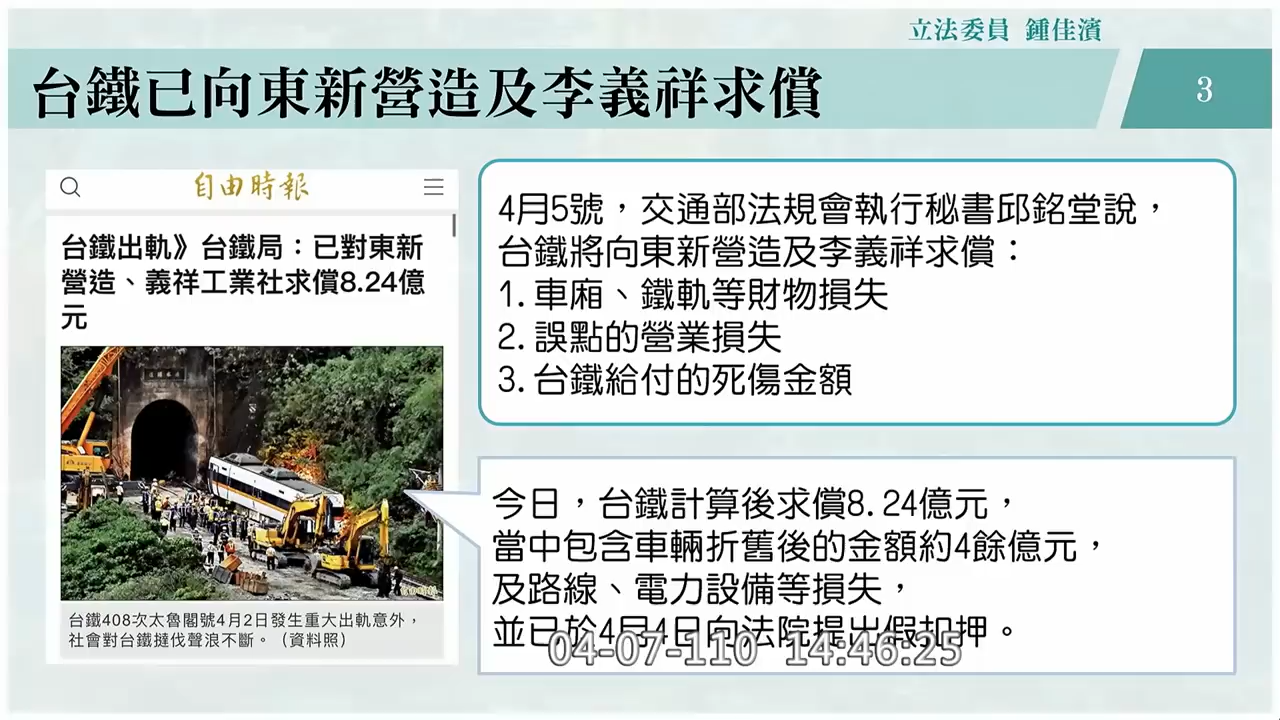 立法委員 鍾佳濱
台鐵已向東新營造及李義祥求償
3
自由時報
台鐵出軌》台鐵局：已對東新
營造、義祥工業社求償8.24億
元
台鐵408次太魯閣號4月2日發生重大出軌意外，
社會對台鐵撻伐聲浪不斷。（資料照）
4月5號，交通部法規會執行秘書邱銘堂說，
台鐵將向東新營造及李義祥求償：
1.車廂、鐵軌等財物損失
2.誤點的營業損失
3.台鐵給付的死傷金額
今日，台鐵計算後求償8.24億元，
當中包含車輛折舊後的金額約4餘億元，
及路線、電力設備等損失，
並已於4月4日向法院提出假扣押。
04-07-110 14:46:25